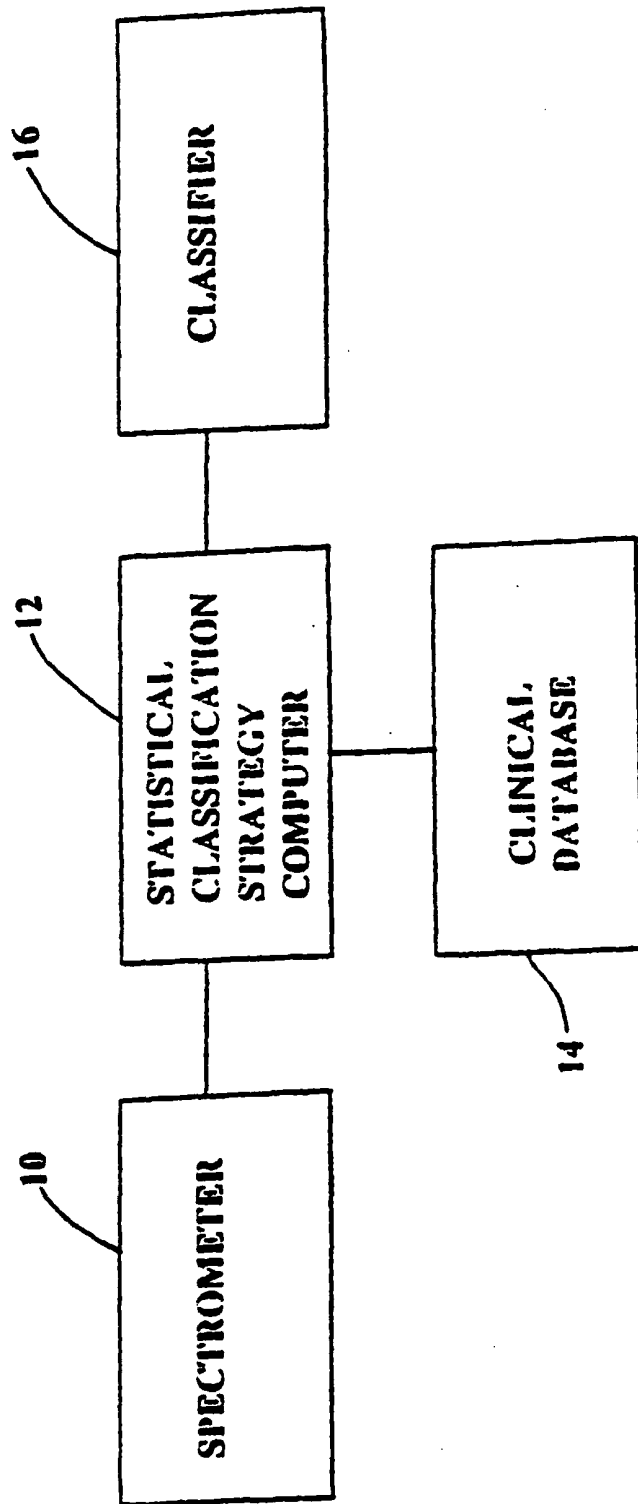 10
SPECTROMETER
12
STATISTICAL
CLASSIFICATION
STRATEGY
COMPUTER
16
CLASSIFIER
14
CLINICAL
DATABASE